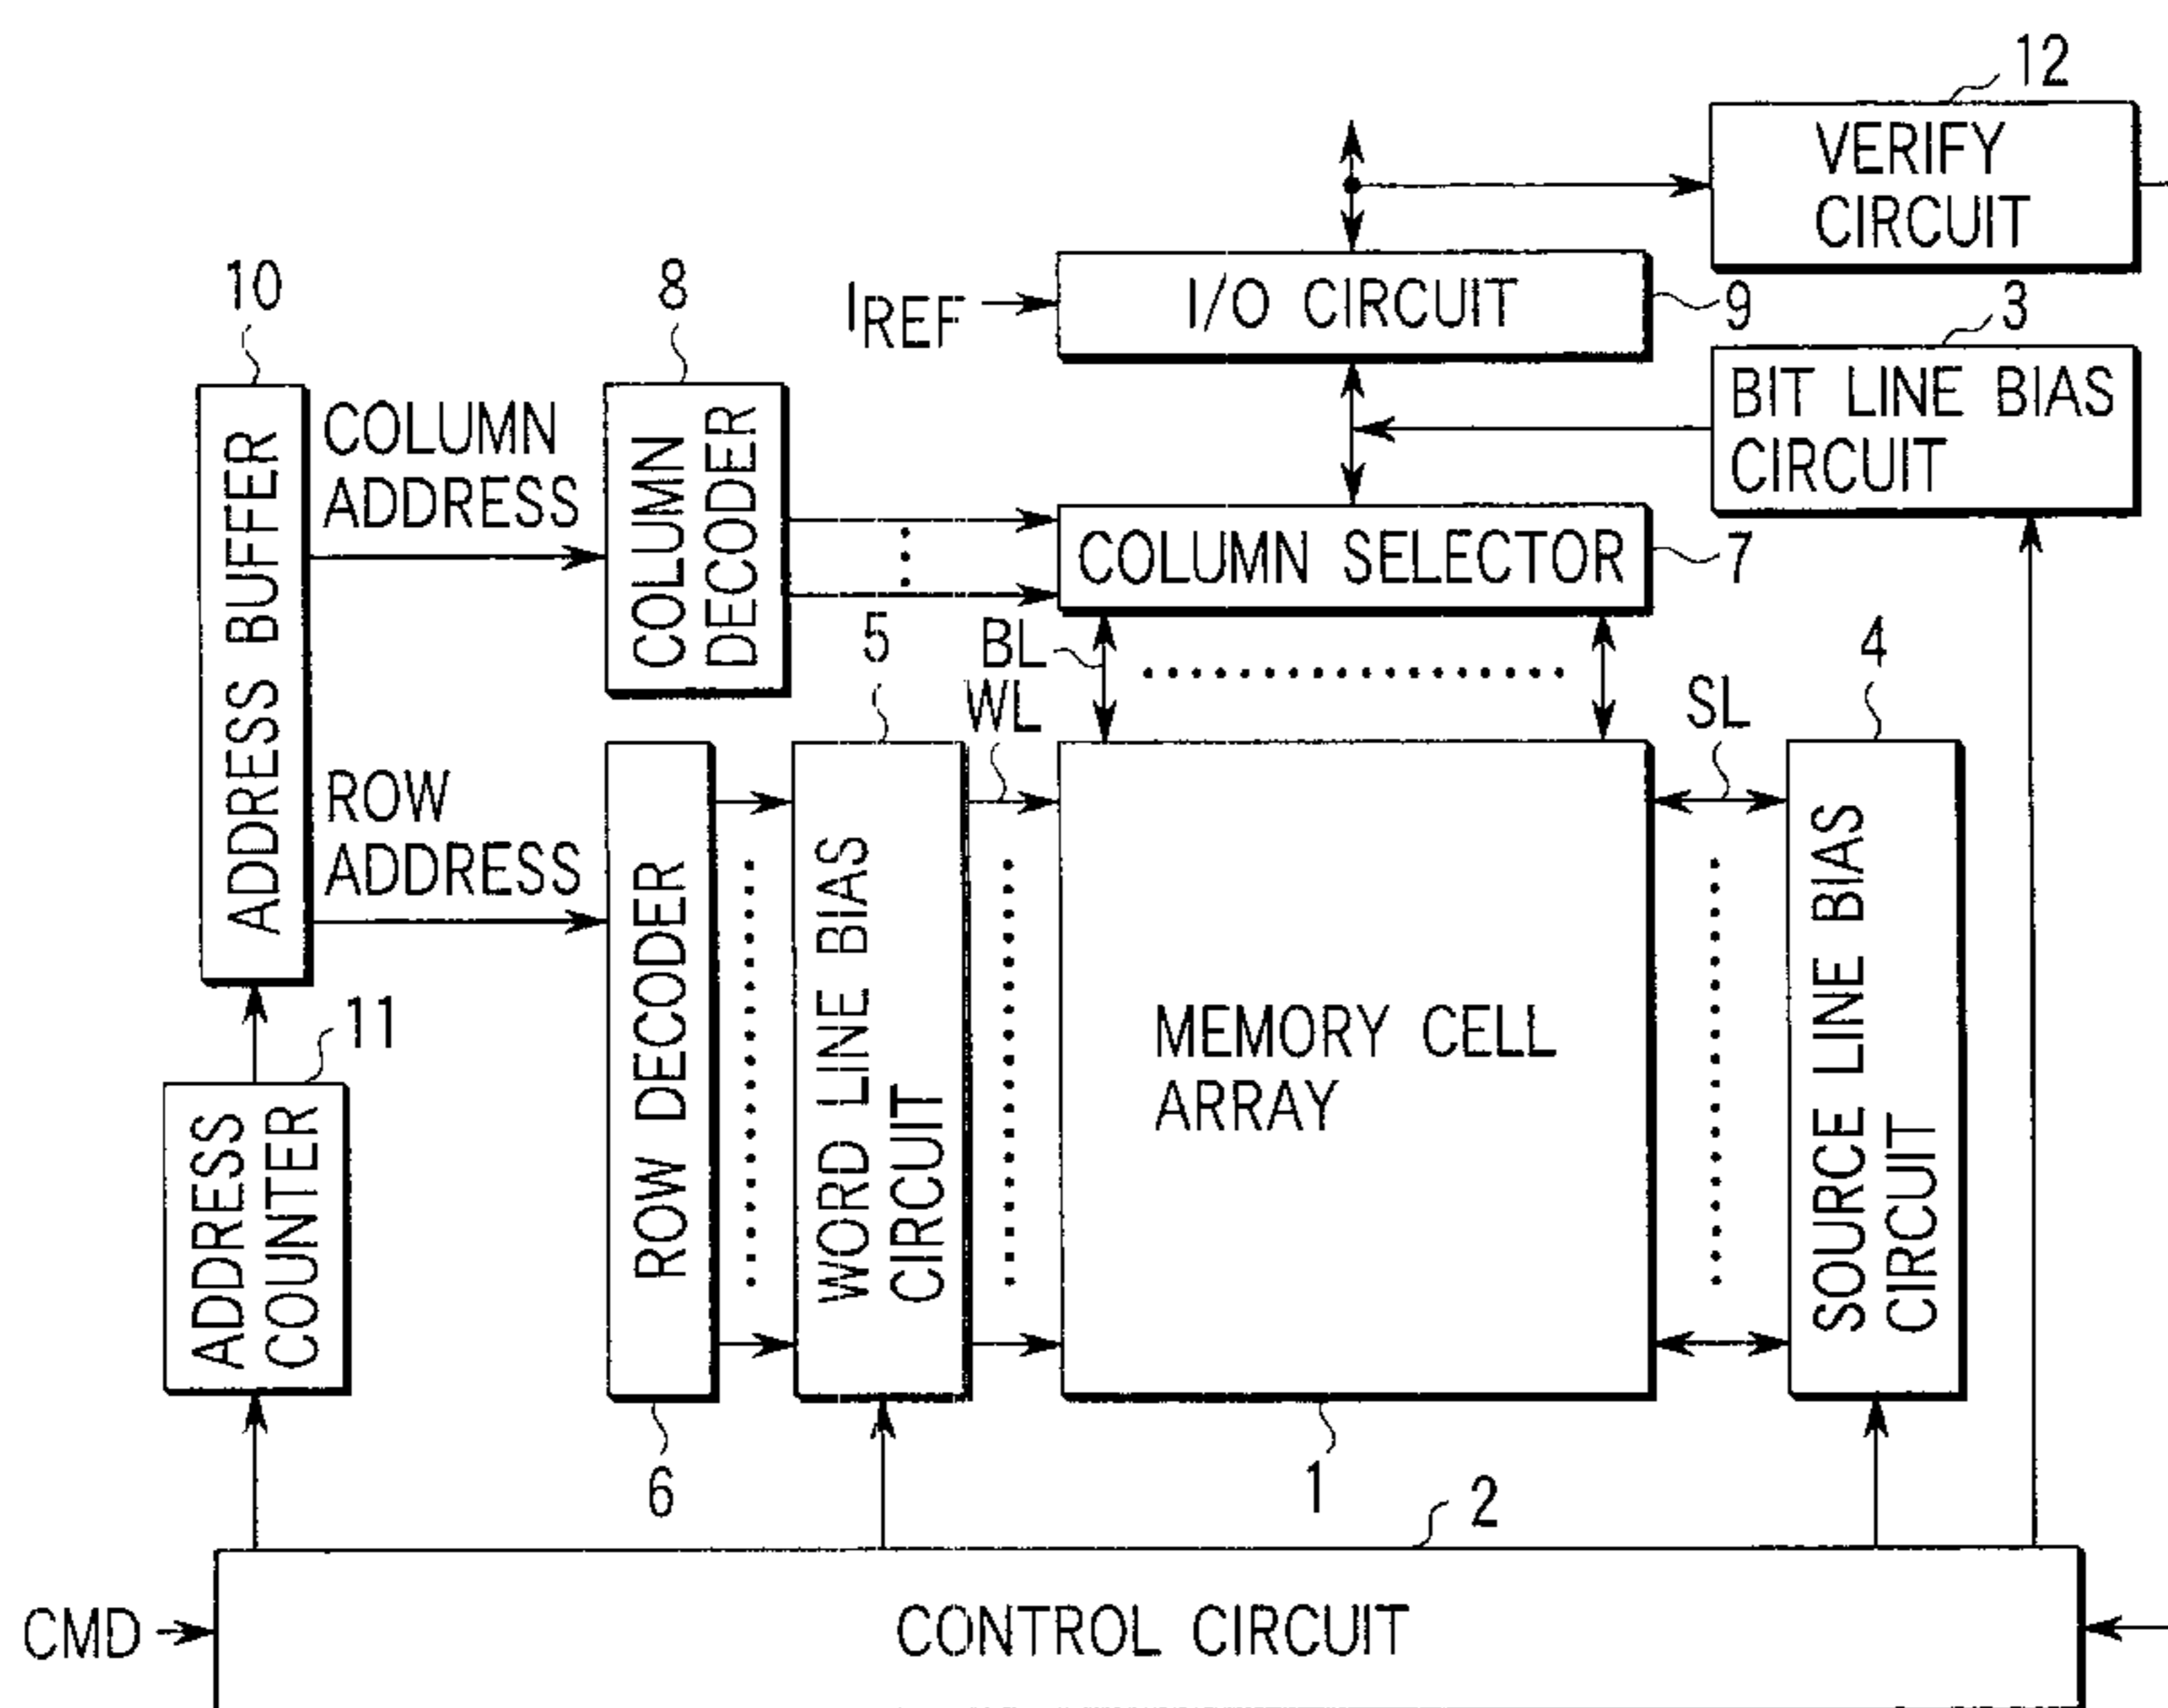 12
VERIFY
CIRCUIT
10
8
I/O CIRCUIT
IREF
9
3
BIT LINE BIAS
CIRCUIT
COLUMN
ADDRESS
ADDRESS BUFFER
COLUMN
DECODER
COLUMN SELECTOR
7
5
BL
WL
SL
4
ROW
ADDRESS
ROW DECODER
WORD LINE BIAS
CIRCUIT
MEMORY CELL
ARRAY
SOURCE LINE BIAS
CIRCUIT
11
ADDRESS
COUNTER
6
1
2
CMD
CONTROL CIRCUIT